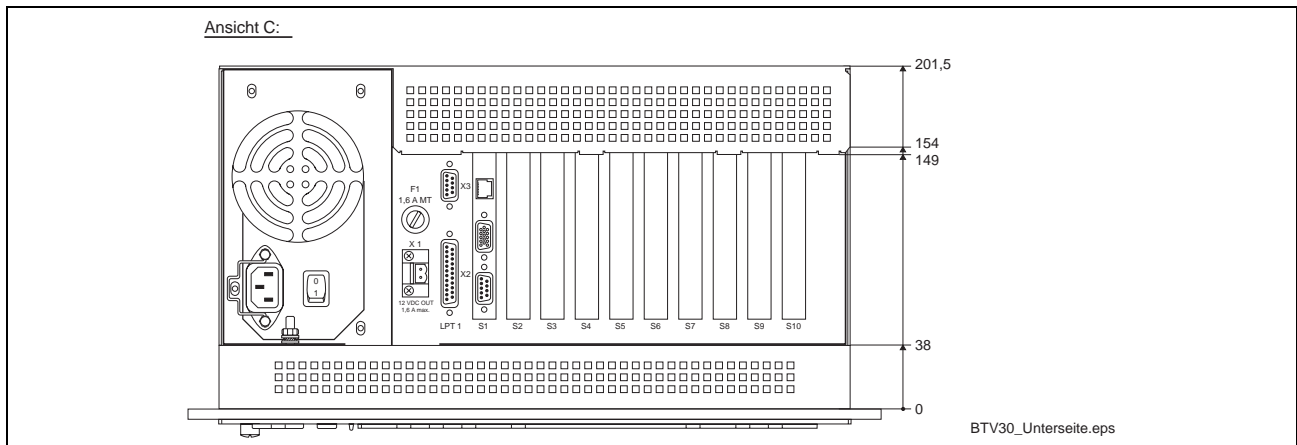 Ansicht C:
201,5
154
149
F1
1,6 A MT
X3
X 1
X2
0
1
12 VDC OUT
1,6 A max.
LPT 1 S1 S2 S3 S4 S5 S6 S7 S8 S9 S10
38
0
BTV30_Unterseite.eps